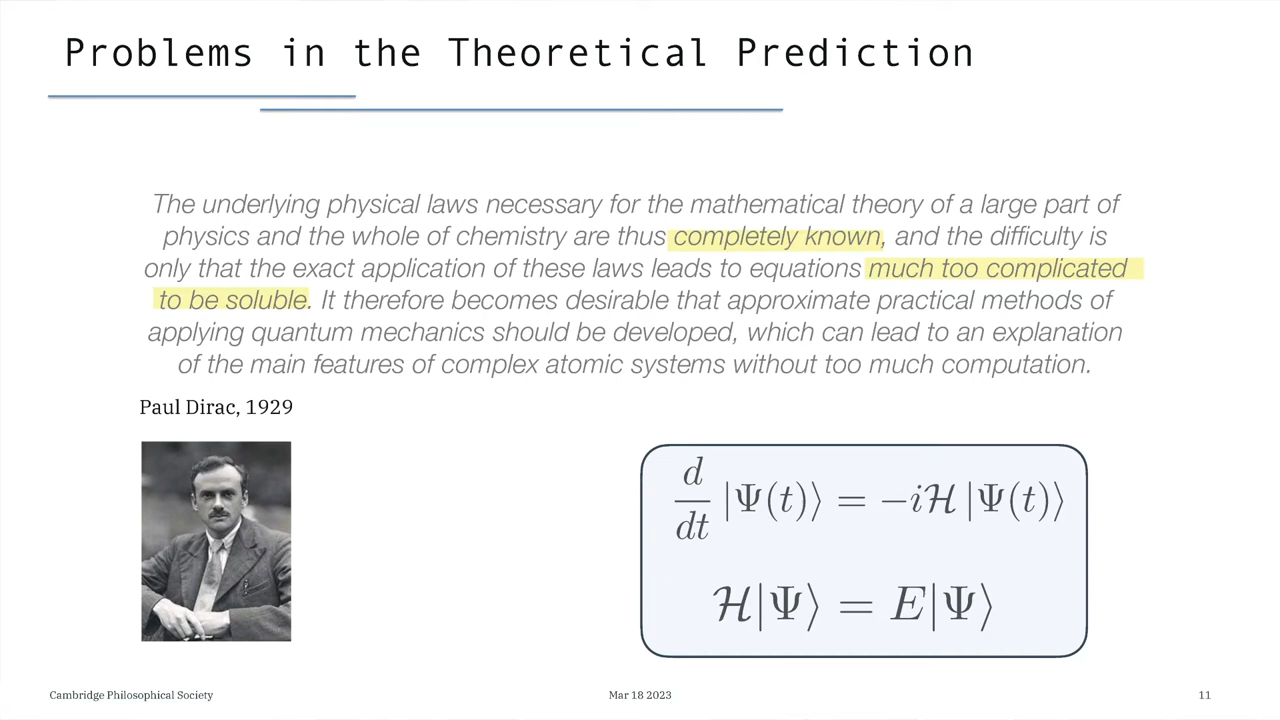 Problems in the Theoretical Prediction
The underlying physical laws necessary for the mathematical theory of a large part of
physics and the whole of chemistry are thus completely known, and the difficulty is
only that the exact application of these laws leads to equations much too complicated
to be soluble. It therefore becomes desirable that approximate practical methods of
applying quantum mechanics should be developed, which can lead to an explanation
of the main features of complex atomic systems without too much computation.
Paul Dirac, 1929
d/dt |Ψ(t)⟩ = −iℋ |Ψ(t)⟩
ℋ|Ψ⟩ = E|Ψ⟩
Cambridge Philosophical Society
Mar 18 2023
11